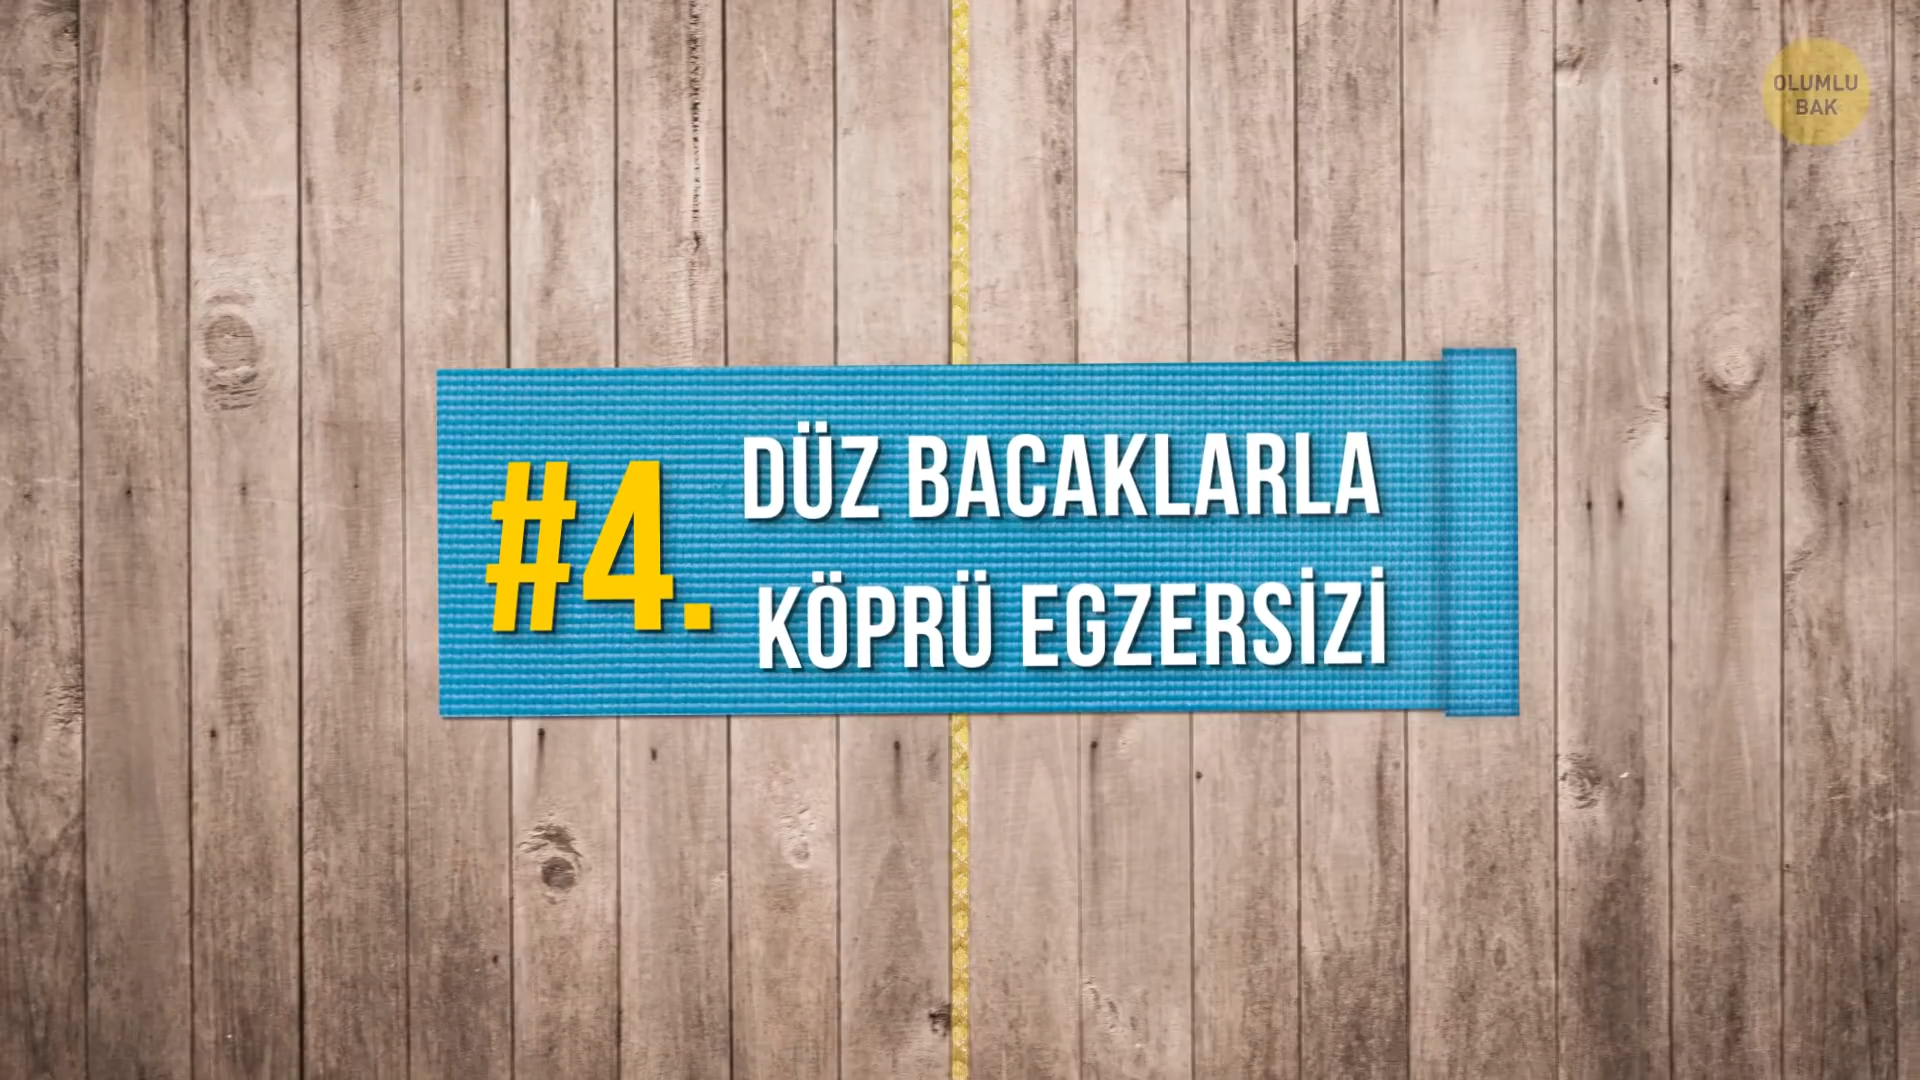 OLUMLU
BAK
#4.
DÜZ BACAKLARLA
KÖPRÜ EGZERSİZİ